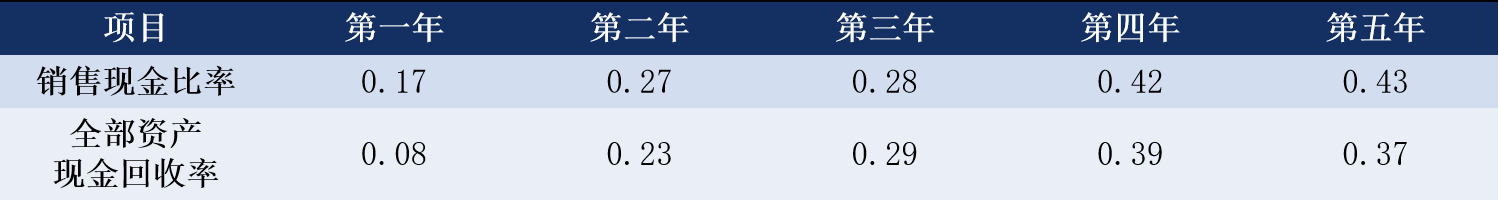 项目 第一年 第二年 第三年 第四年 第五年
销售现金比率 0.17 0.27 0.28 0.42 0.43
全部资产
现金回收率 0.08 0.23 0.29 0.39 0.37